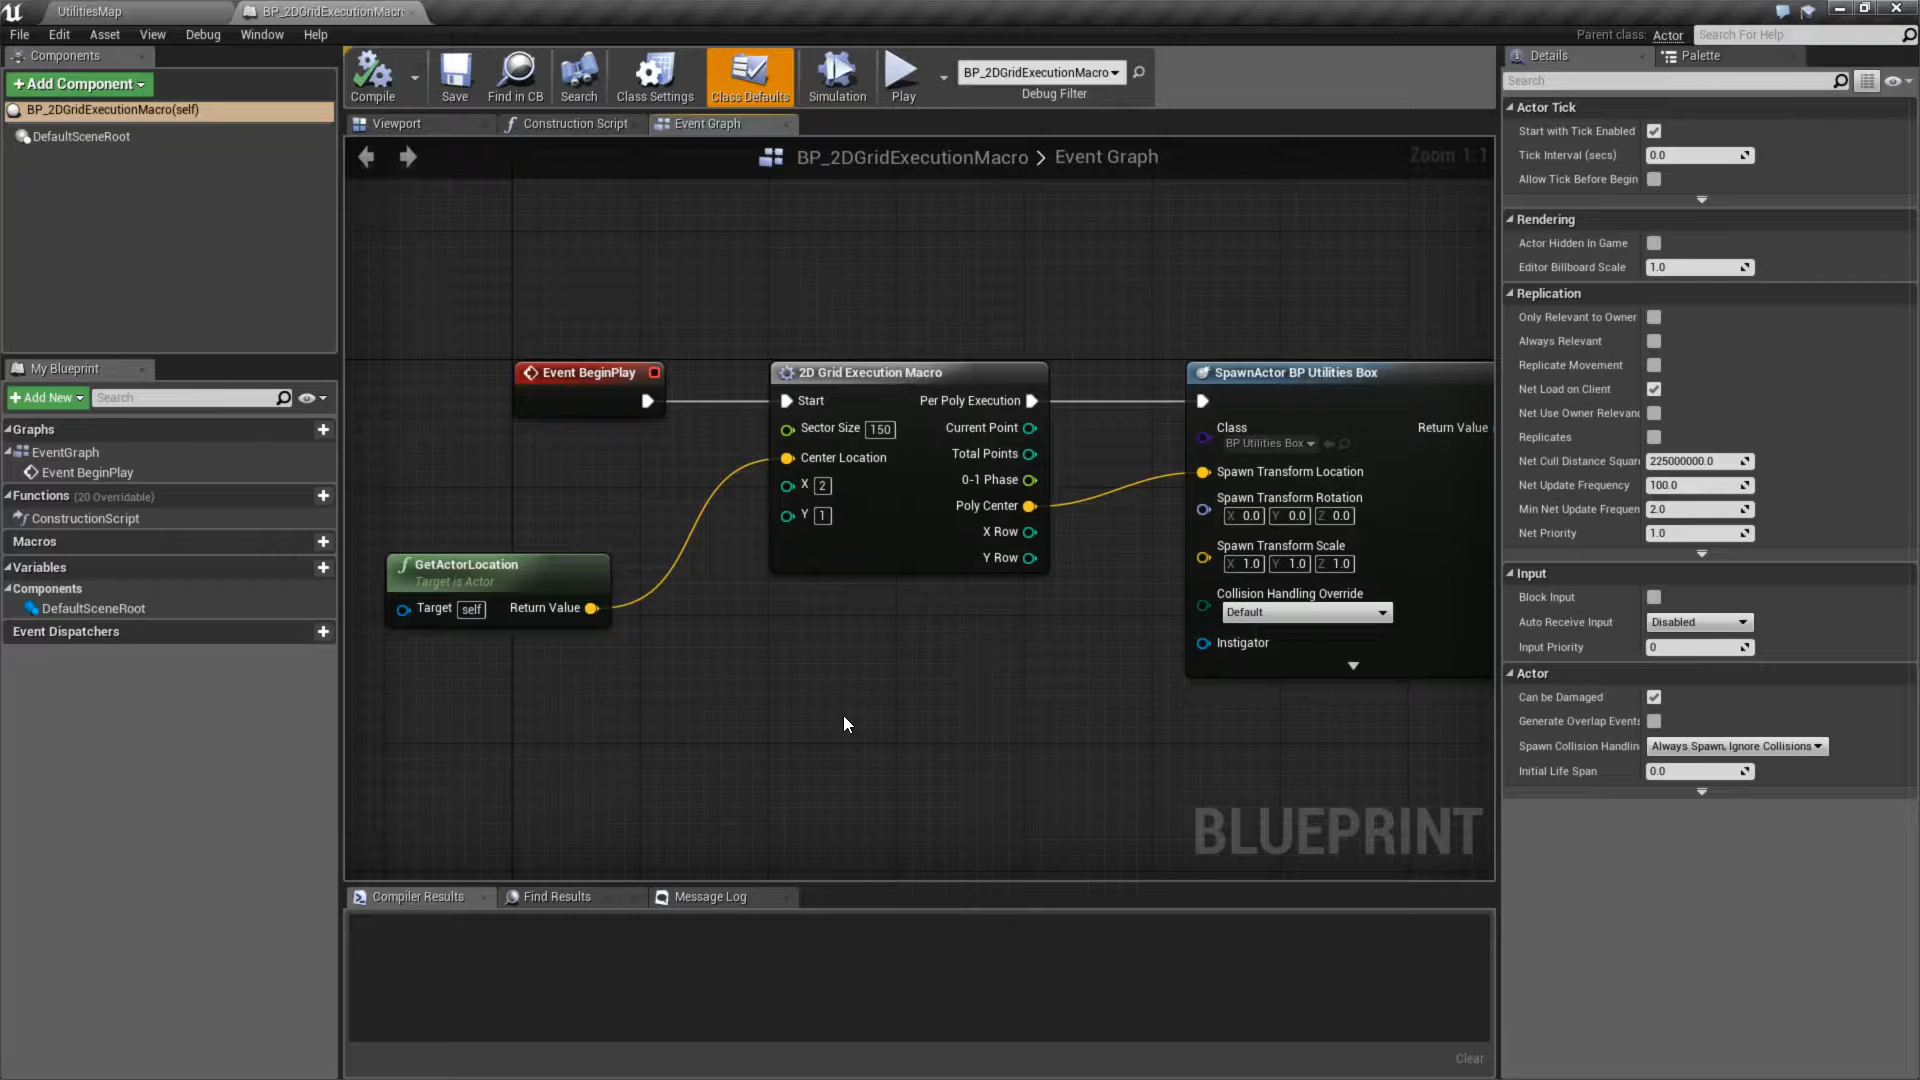 UtilitiesMap
BP_2DGridExecutionMacro
File Edit Asset View Debug Window Help
Parent class: Actor
Search For Help
Components
+Add Component
BP_2DGridExecutionMacro(self)
DefaultSceneRoot
Compile
Save
Find in CB
Search
Class Settings
Class Defaults
Simulation
Play
BP_2DGridExecutionMacro
Debug Filter
Viewport
Construction Script
Event Graph
BP_2DGridExecutionMacro > Event Graph
Zoom 1:1
My Blueprint
+Add New
Search
Graphs
EventGraph
Event BeginPlay
Functions (20 Overridable)
ConstructionScript
Macros
Variables
Components
DefaultSceneRoot
Event Dispatchers
Event BeginPlay
GetActorLocation
Target is Actor
Target self
Return Value
2D Grid Execution Macro
Start
Per Poly Execution
Sector Size 150
Current Point
Center Location
Total Points
X 2
0-1 Phase
Y 1
Poly Center
X Row
Y Row
SpawnActor BP Utilities Box
Class
BP Utilities Box
Return Value
Spawn Transform Location
Spawn Transform Rotation
X 0.0 Y 0.0 Z 0.0
Spawn Transform Scale
X 1.0 Y 1.0 Z 1.0
Collision Handling Override
Default
Instigator
BLUEPRINT
Compiler Results
Find Results
Message Log
Clear
Details
Palette
Search
Actor Tick
Start with Tick Enabled
Tick Interval (secs) 0.0
Allow Tick Before Begin
Rendering
Actor Hidden In Game
Editor Billboard Scale 1.0
Replication
Only Relevant to Owner
Always Relevant
Replicate Movement
Net Load on Client
Net Use Owner Relevanc
Replicates
Net Cull Distance Squar 225000000.0
Net Update Frequency 100.0
Min Net Update Frequen 2.0
Net Priority 1.0
Input
Block Input
Auto Receive Input Disabled
Input Priority 0
Actor
Can be Damaged
Generate Overlap Events
Spawn Collision Handlin Always Spawn, Ignore Collisions
Initial Life Span 0.0